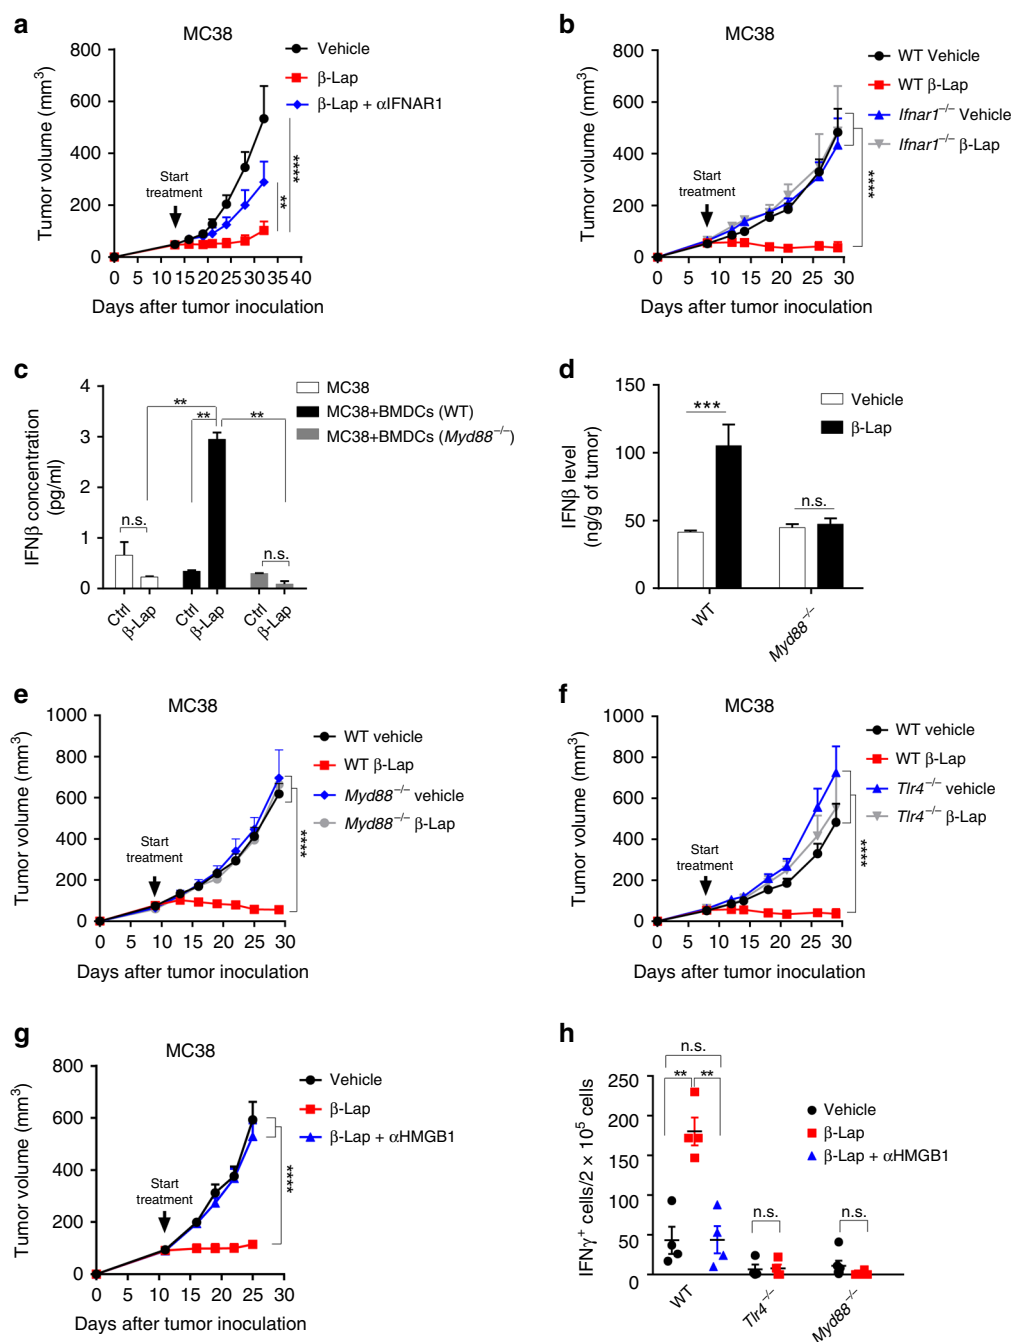 a
MC38
Tumor volume (mm³)
800
600
400
200
0
0 5 10 15 20 25 30 35 40
Days after tumor inoculation
Start
treatment
Vehicle
β-Lap
β-Lap + αIFNAR1
****
**
b
MC38
Tumor volume (mm³)
800
600
400
200
0
0 5 10 15 20 25 30
Days after tumor inoculation
Start
treatment
WT Vehicle
WT β-Lap
Ifnar1⁻/⁻ Vehicle
Ifnar1⁻/⁻ β-Lap
****
c
IFNβ concentration
(pg/ml)
4
3
2
1
0
MC38
MC38+BMDCs (WT)
MC38+BMDCs (Myd88⁻/⁻)
**
** **
n.s.
n.s.
Ctrl β-Lap Ctrl β-Lap Ctrl β-Lap
d
IFNβ level
(ng/g of tumor)
150
100
50
0
***
n.s.
Vehicle
β-Lap
WT Myd88⁻/⁻
e
MC38
Tumor volume (mm³)
1000
800
600
400
200
0
0 5 10 15 20 25 30
Days after tumor inoculation
Start
treatment
WT vehicle
WT β-Lap
Myd88⁻/⁻ vehicle
Myd88⁻/⁻ β-Lap
****
f
MC38
Tumor volume (mm³)
1000
800
600
400
200
0
0 5 10 15 20 25 30
Days after tumor inoculation
Start
treatment
WT vehicle
WT β-Lap
Tlr4⁻/⁻ vehicle
Tlr4⁻/⁻ β-Lap
****
g
MC38
Tumor volume (mm³)
800
600
400
200
0
0 5 10 15 20 25 30
Days after tumor inoculation
Start
treatment
Vehicle
β-Lap
β-Lap + αHMGB1
****
h
IFNγ⁺ cells/2 × 10⁵ cells
250
200
150
100
50
0
n.s.
** **
n.s.
n.s.
Vehicle
β-Lap
β-Lap + αHMGB1
WT Tlr4⁻/⁻ Myd88⁻/⁻